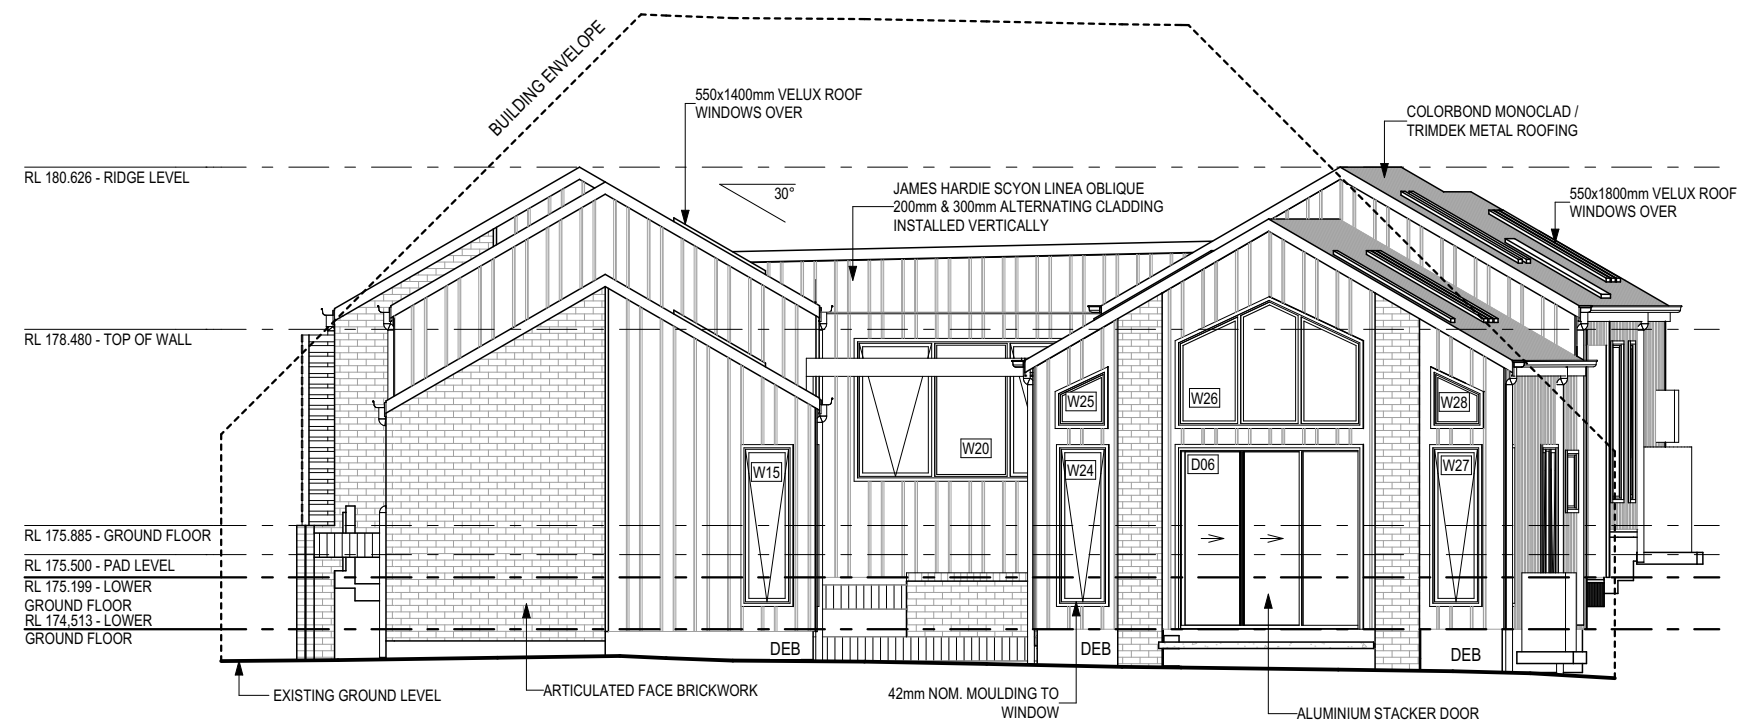 BUILDING ENVELOPE
550x1400mm VELUX ROOF
WINDOWS OVER
COLORBOND MONOCLAD /
TRIMDEK METAL ROOFING
RL 180.626 - RIDGE LEVEL
30°
JAMES HARDIE SCYON LINEA OBLIQUE
200mm & 300mm ALTERNATING CLADDING
INSTALLED VERTICALLY
550x1800mm VELUX ROOF
WINDOWS OVER
RL 178.480 - TOP OF WALL
W25
W26
W28
W20
W15
W24
D06
W27
RL 175.885 - GROUND FLOOR
RL 175.500 - PAD LEVEL
RL 175.199 - LOWER
GROUND FLOOR
RL 174,513 - LOWER
GROUND FLOOR
DEB
DEB
DEB
EXISTING GROUND LEVEL
ARTICULATED FACE BRICKWORK
42mm NOM. MOULDING TO
WINDOW
ALUMINIUM STACKER DOOR